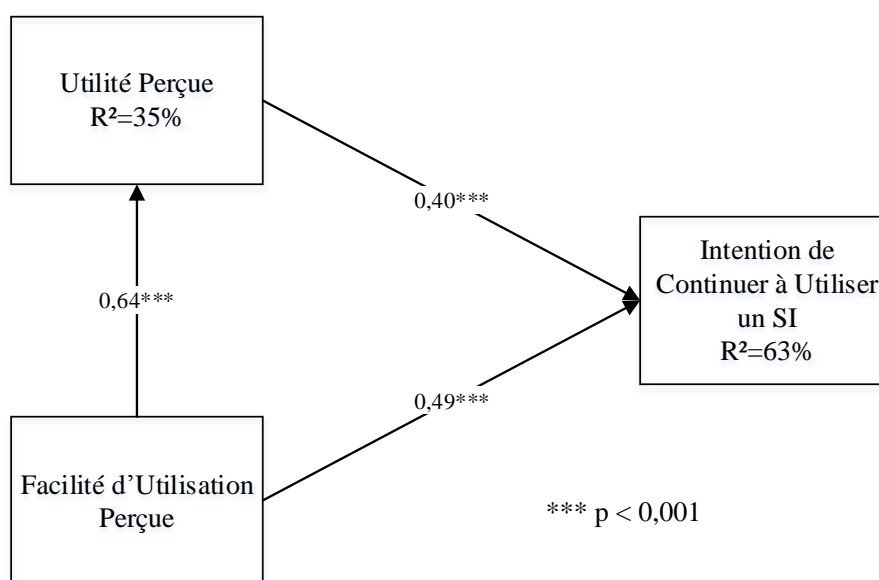 Utilité Perçue
R²=35%
0,40***
Intention de
Continuer à Utiliser
un SI
R²=63%
0,64***
0,49***
Facilité d’Utilisation
Perçue
*** p < 0,001